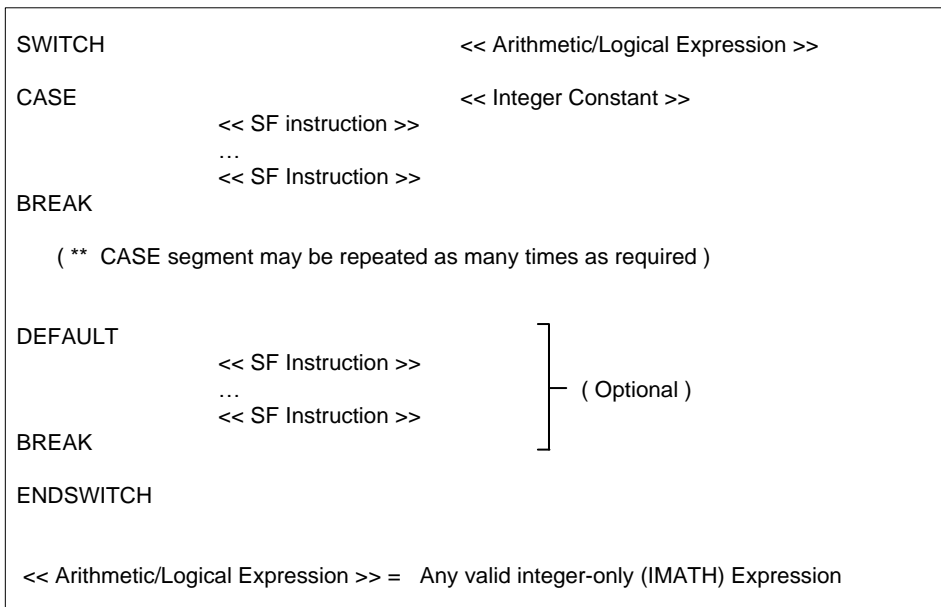 SWITCH << Arithmetic/Logical Expression >>
CASE << Integer Constant >>
<< SF instruction >>
…
<< SF Instruction >>
BREAK
( ** CASE segment may be repeated as many times as required )
DEFAULT
<< SF Instruction >>
…
( Optional )
<< SF Instruction >>
BREAK
ENDSWITCH
<< Arithmetic/Logical Expression >> = Any valid integer-only (IMATH) Expression